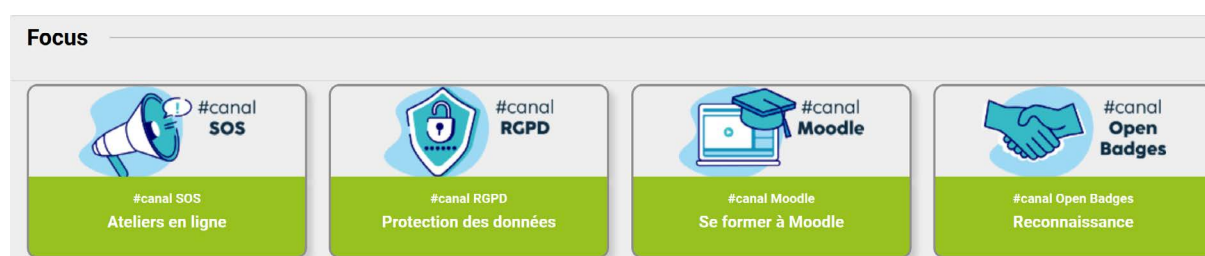 Focus
#canal
SOS
#canal SOS
Ateliers en ligne
#canal
RGPD
#canal RGPD
Protection des données
#canal
Moodle
#canal Moodle
Se former à Moodle
#canal
Open
Badges
#canal Open Badges
Reconnaissance